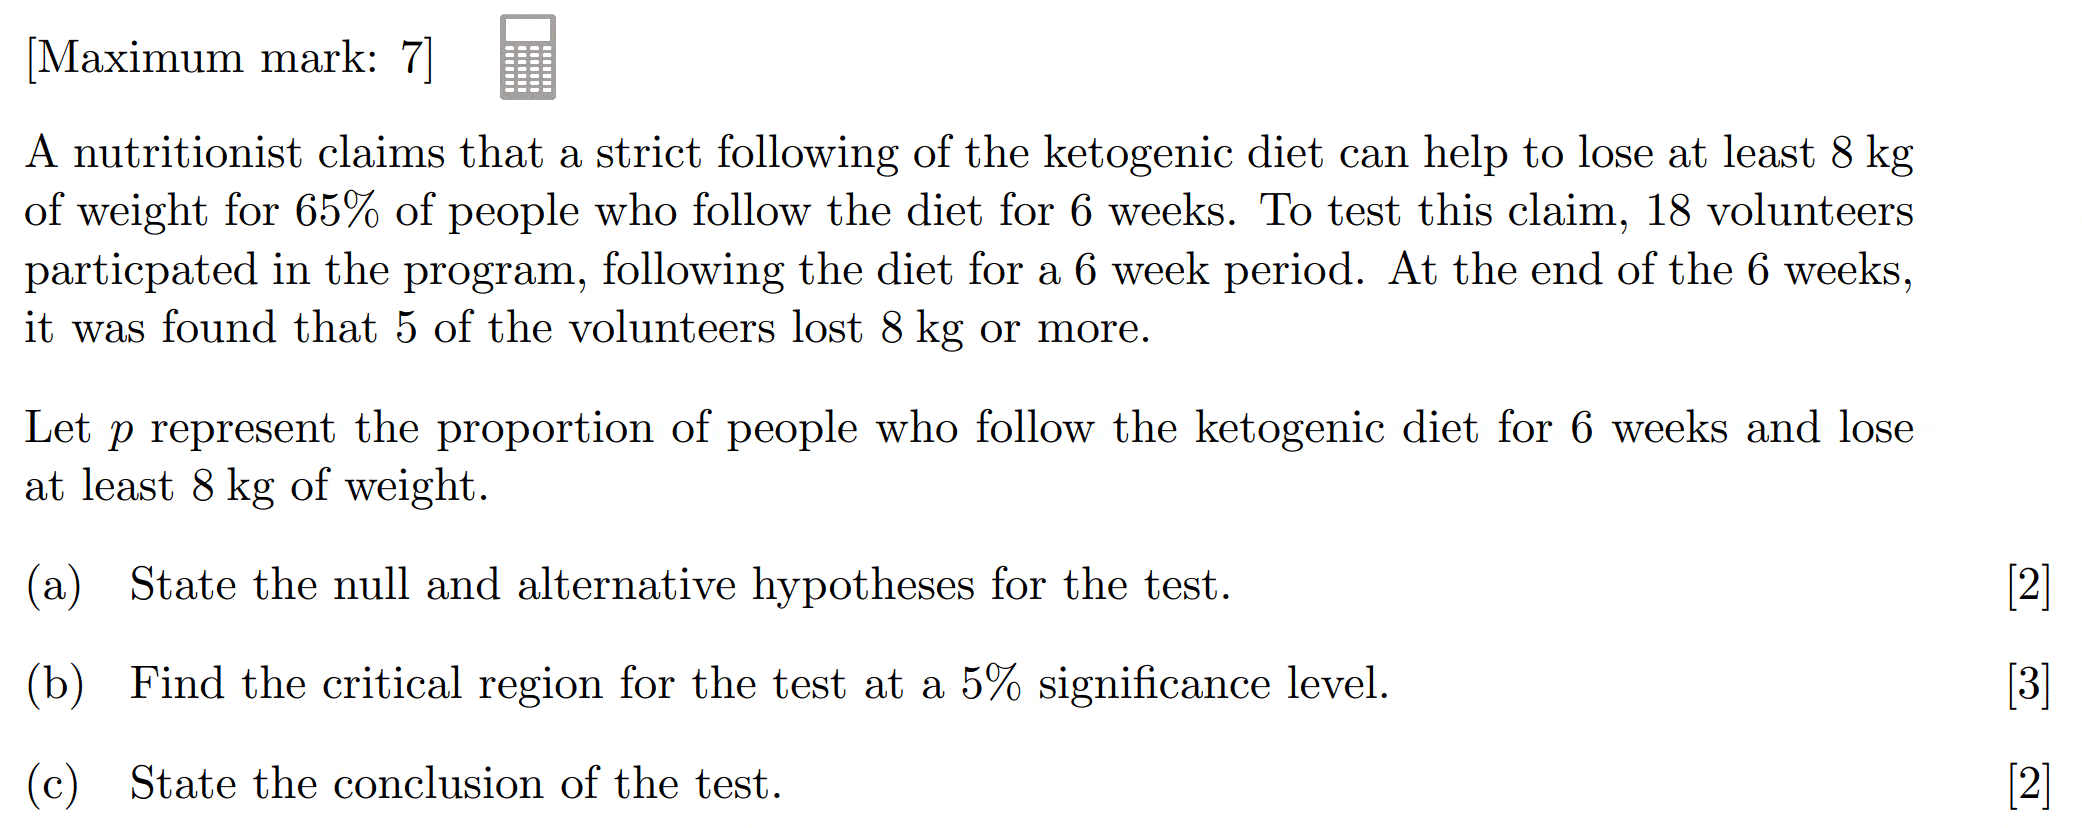 [Maximum mark: 7]
A nutritionist claims that a strict following of the ketogenic diet can help to lose at least 8 kg
of weight for 65% of people who follow the diet for 6 weeks. To test this claim, 18 volunteers
particpated in the program, following the diet for a 6 week period. At the end of the 6 weeks,
it was found that 5 of the volunteers lost 8 kg or more.
Let p represent the proportion of people who follow the ketogenic diet for 6 weeks and lose
at least 8 kg of weight.
(a) State the null and alternative hypotheses for the test. [2]
(b) Find the critical region for the test at a 5% significance level. [3]
(c) State the conclusion of the test. [2]